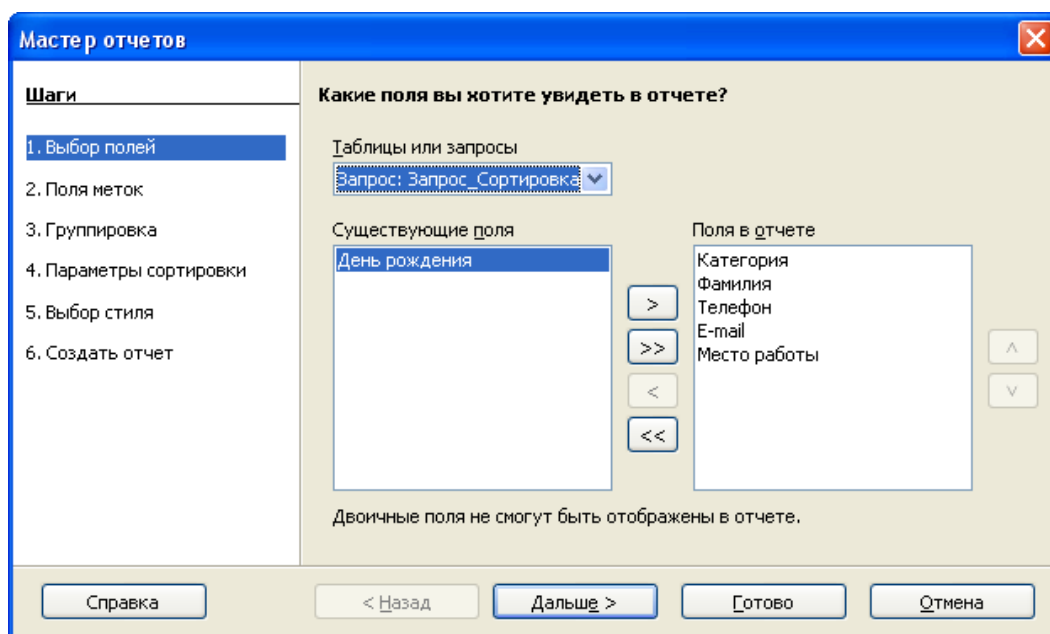 Мастер отчетов
Шаги
1. Выбор полей
2. Поля меток
3. Группировка
4. Параметры сортировки
5. Выбор стиля
6. Создать отчет
Какие поля вы хотите увидеть в отчете?
Таблицы или запросы
Запрос: Запрос_Сортировка
Существующие поля
День рождения
>
>>
<
<<
Поля в отчете
Категория
Фамилия
Телефон
E-mail
Место работы
^
v
Двоичные поля не смогут быть отображены в отчете.
Справка
< Назад
Дальше >
Готово
Отмена